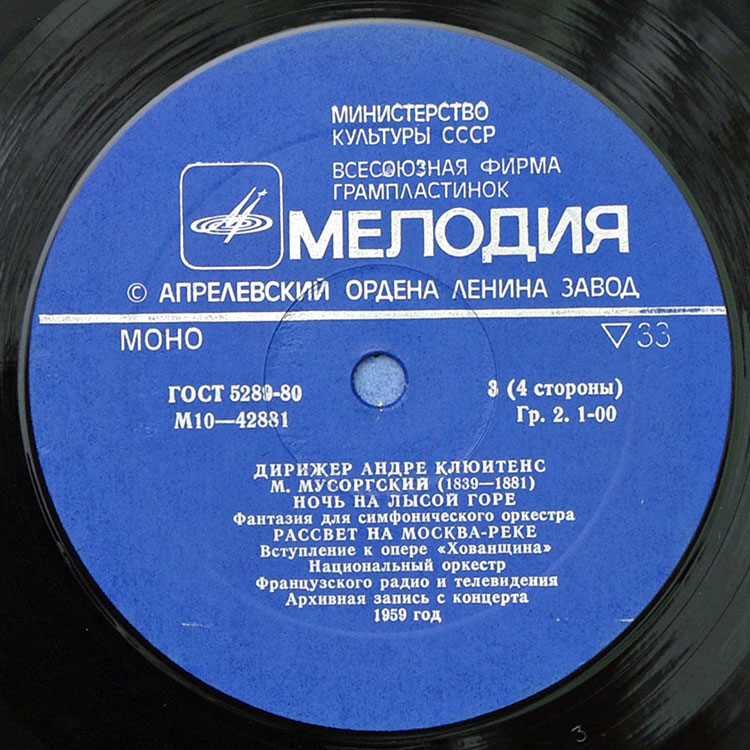 МИНИСТЕРСТВО
КУЛЬТУРЫ СССР
ВСЕСОЮЗНАЯ ФИРМА
ГРАМПЛАСТИНОК
МЕЛОДИЯ
© АПРЕЛЕВСКИЙ ОРДЕНА ЛЕНИНА ЗАВОД
МОНО ▽33
ГОСТ 5289-80 3 (4 стороны)
М10—42881 Гр. 2. 1-00
ДИРИЖЕР АНДРЕ КЛЮИТЕНС
М. МУСОРГСКИЙ (1839—1881)
НОЧЬ НА ЛЫСОЙ ГОРЕ
Фантазия для симфонического оркестра
РАССВЕТ НА МОСКВА-РЕКЕ
Вступление к опере «Хованщина»
Национальный оркестр
Французского радио и телевидения
Архивная запись с концерта
1959 год
3